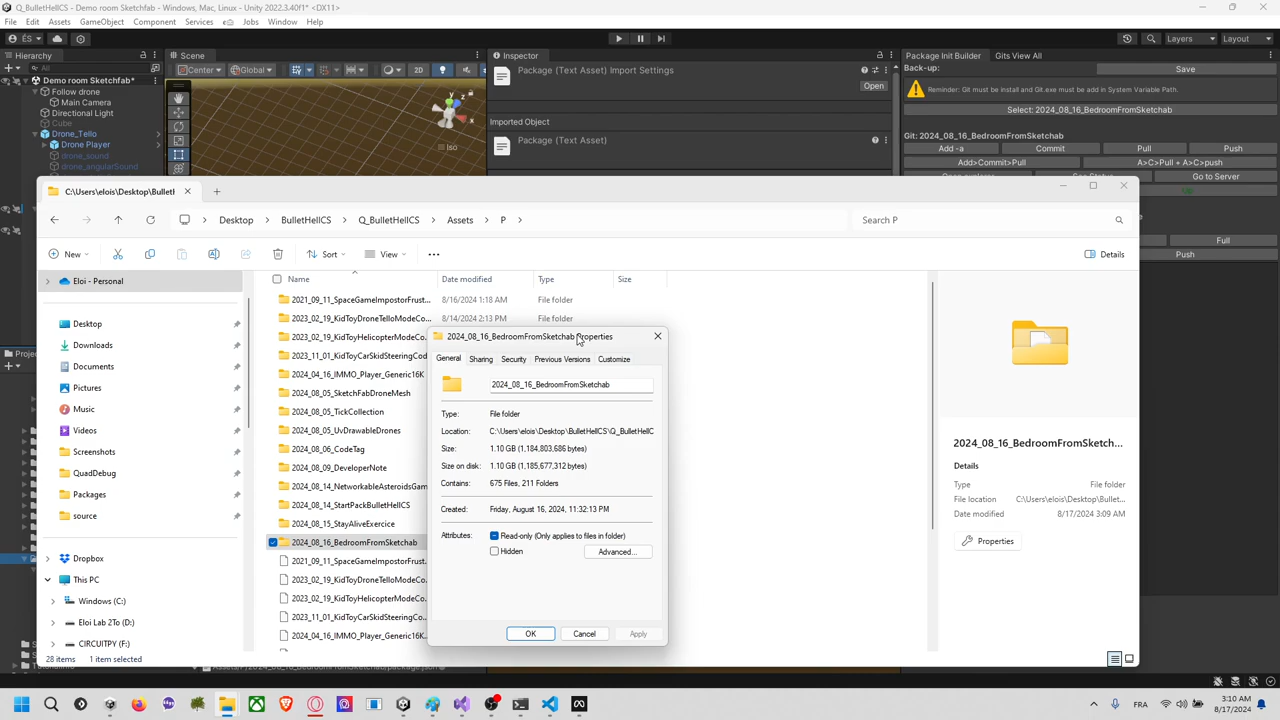 Q_BulletHellCS - Demo room Sketchfab - Windows, Mac, Linux - Unity 2022.3.40f1* <DX11>
File Edit Assets GameObject Component Services Jobs Window Help
ÉS Layers Layout
Hierarchy Scene Inspector Package Init Builder Gits View All
All Center Global 2D
Demo room Sketchfab*
Follow drone
Main Camera
Directional Light
Cube
Drone_Tello
Drone Player
drone_sound
drone_angularSound
z
x
Iso
Package (Text Asset) Import Settings
Open
Imported Object
Package (Text Asset)
Back-up: Save
Reminder: Git must be install and Git.exe must be add in System Variable Path.
Select: 2024_08_16_BedroomFromSketchab
Git: 2024_08_16_BedroomFromSketchab
Add -a Commit Pull Push
Add>Commit>Pull A>C>Pull + A>C>push
Go to Server
Full
Push
C:\Users\elois\Desktop\Bullet
Desktop BulletHellCS Q_BulletHellCS Assets P Search P
New Sort View Details
Eloi - Personal
Desktop
Downloads
Documents
Pictures
Music
Videos
Screenshots
QuadDebug
Packages
source
Dropbox
This PC
Windows (C:)
Eloi Lab 2To (D:)
CIRCUITPY (F:)
Name Date modified Type Size
2021_09_11_SpaceGameImpostorFrust... 8/16/2024 1:18 AM File folder
2023_02_19_KidToyDroneTelloModeCo... 8/14/2024 2:13 PM File folder
2023_02_19_KidToyHelicopterModeCo
2023_11_01_KidToyCarSkidSteeringCod
2024_04_16_IMMO_Player_Generic16K
2024_08_05_SketchFabDroneMesh
2024_08_05_TickCollection
2024_08_05_UvDrawableDrones
2024_08_06_CodeTag
2024_08_09_DeveloperNote
2024_08_14_NetworkableAsteroidsGam
2024_08_14_StartPackBulletHellCS
2024_08_15_StayAliveExercice
2024_08_16_BedroomFromSketchab
2021_09_11_SpaceGameImpostorFrust.
2023_02_19_KidToyDroneTelloModeCo.
2023_02_19_KidToyHelicopterModeCo.
2023_11_01_KidToyCarSkidSteeringCo
2024_04_16_IMMO_Player_Generic16K.
2024_08_16_BedroomFromSketchab Properties
General Sharing Security Previous Versions Customize
2024_08_16_BedroomFromSketchab
Type: File folder
Location: C:\Users\elois\Desktop\BulletHellCS\Q_BulletHellC
Size: 1.10 GB (1,184,803,686 bytes)
Size on disk: 1.10 GB (1,185,677,312 bytes)
Contains: 675 Files, 211 Folders
Created: Friday, August 16, 2024, 11:32:13 PM
Attributes: Read-only (Only applies to files in folder)
Hidden Advanced...
OK Cancel Apply
2024_08_16_BedroomFromSketch...
Details
Type File folder
File location C:\Users\elois\Desktop\Bullet...
Date modified 8/17/2024 3:09 AM
Properties
28 items 1 item selected
FRA
3:10 AM
8/17/2024